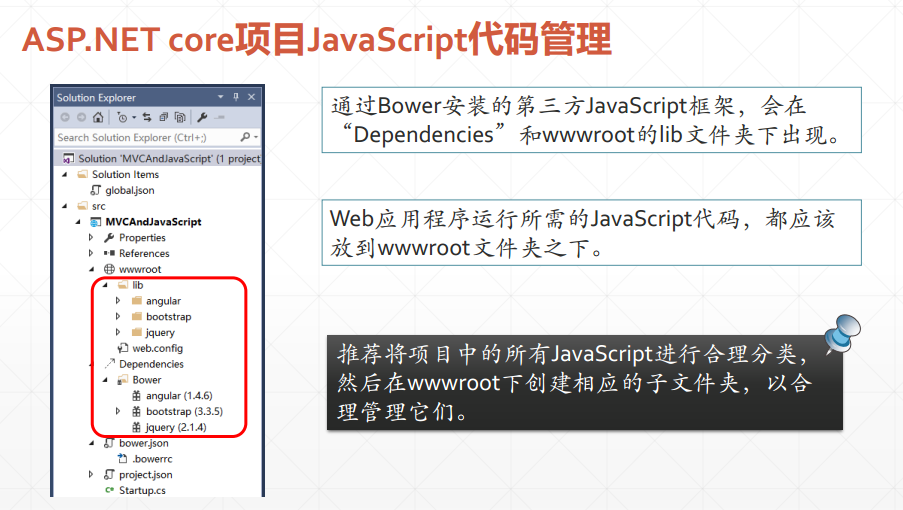 ASP.NET core项目JavaScript代码管理
Solution Explorer
Search Solution Explorer (Ctrl+;)
Solution 'MVCAndJavaScript' (1 project
Solution Items
global.json
src
MVCAndJavaScript
Properties
References
wwwroot
lib
angular
bootstrap
jquery
web.config
Dependencies
Bower
angular (1.4.6)
bootstrap (3.3.5)
jquery (2.1.4)
bower.json
.bowerrc
project.json
Startup.cs
通过Bower安装的第三方JavaScript框架，会在
“Dependencies”和wwwroot的lib文件夹下出现。
Web应用程序运行所需的JavaScript代码，都应该
放到wwwroot文件夹之下。
推荐将项目中的所有JavaScript进行合理分类，
然后在wwwroot下创建相应的子文件夹，以合
理管理它们。